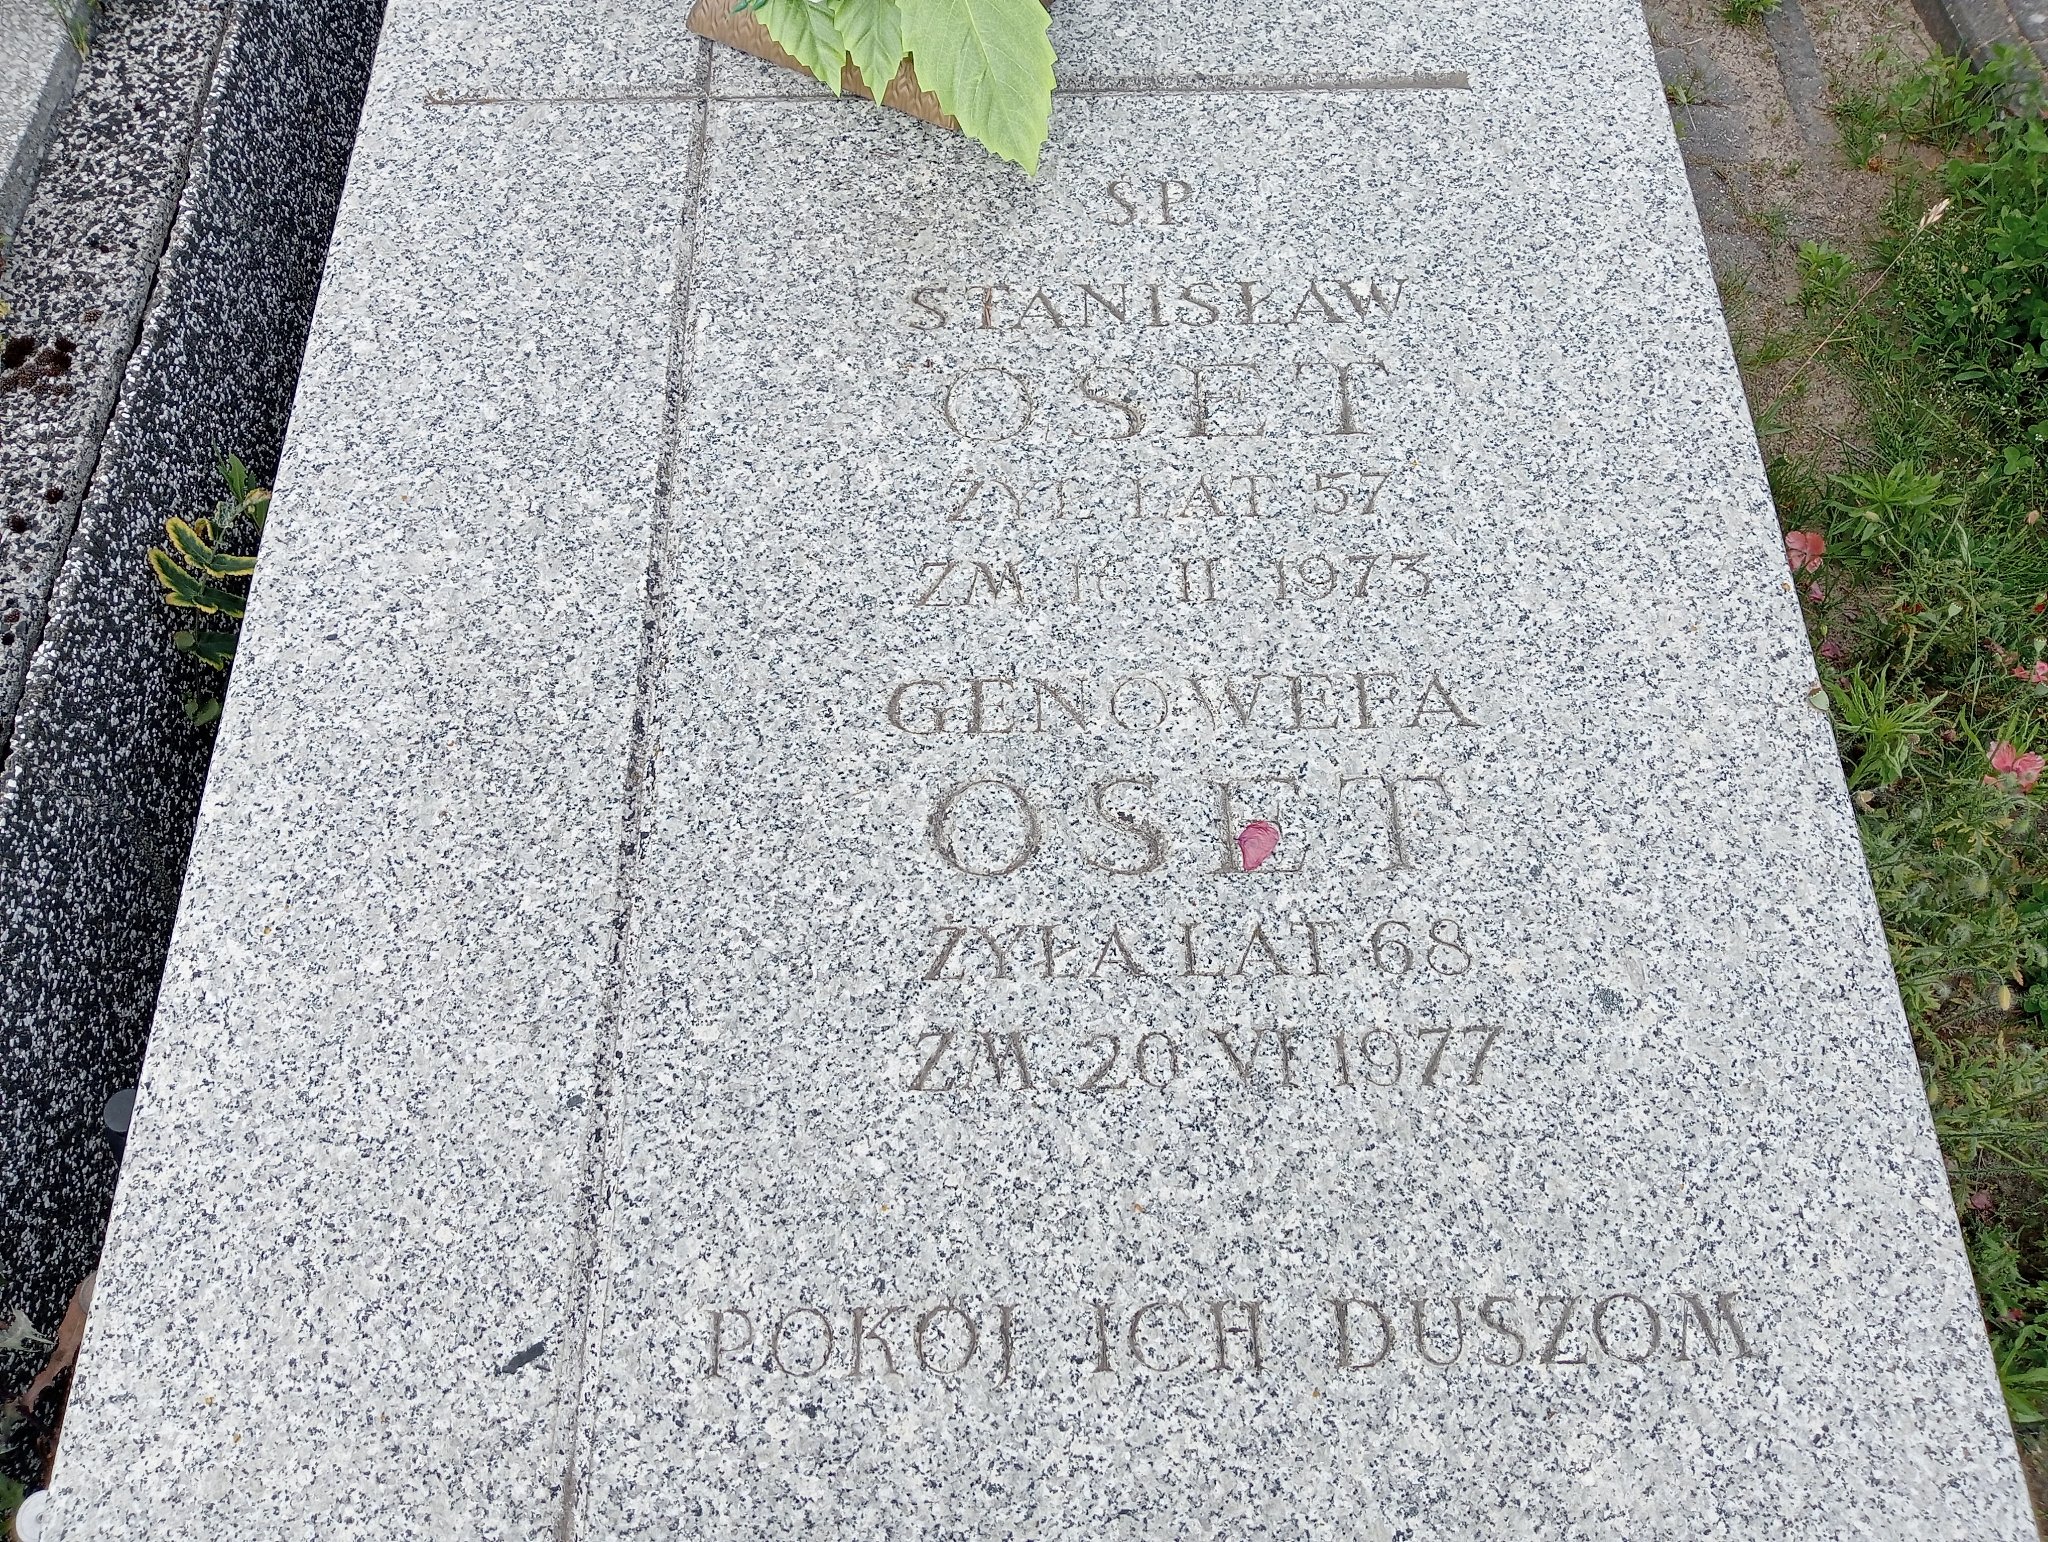 ŚP
STANISŁAW
OSET
ŻYŁ LAT 57
ZM II 1973
GENOWEFA
OSET
ŻYŁA LAT 68
ZM 20 VI 1977
POKÓJ ICH DUSZOM